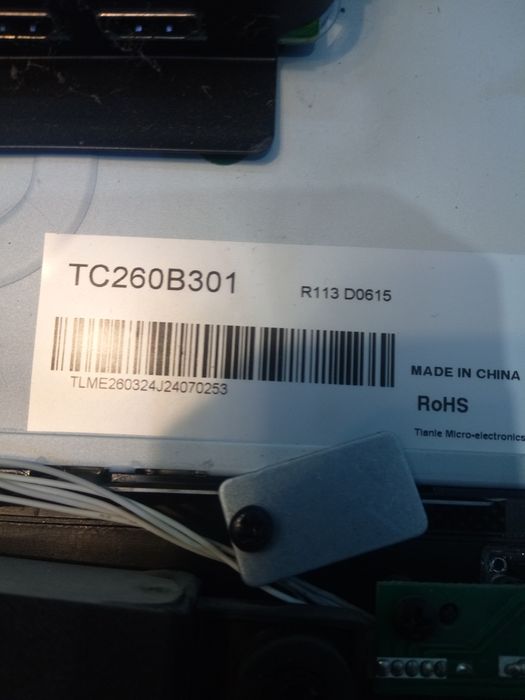 TC260B301
R113 D0615
TLME260324J24070253
MADE IN CHINA
RoHS
Tianle Micro-electronics